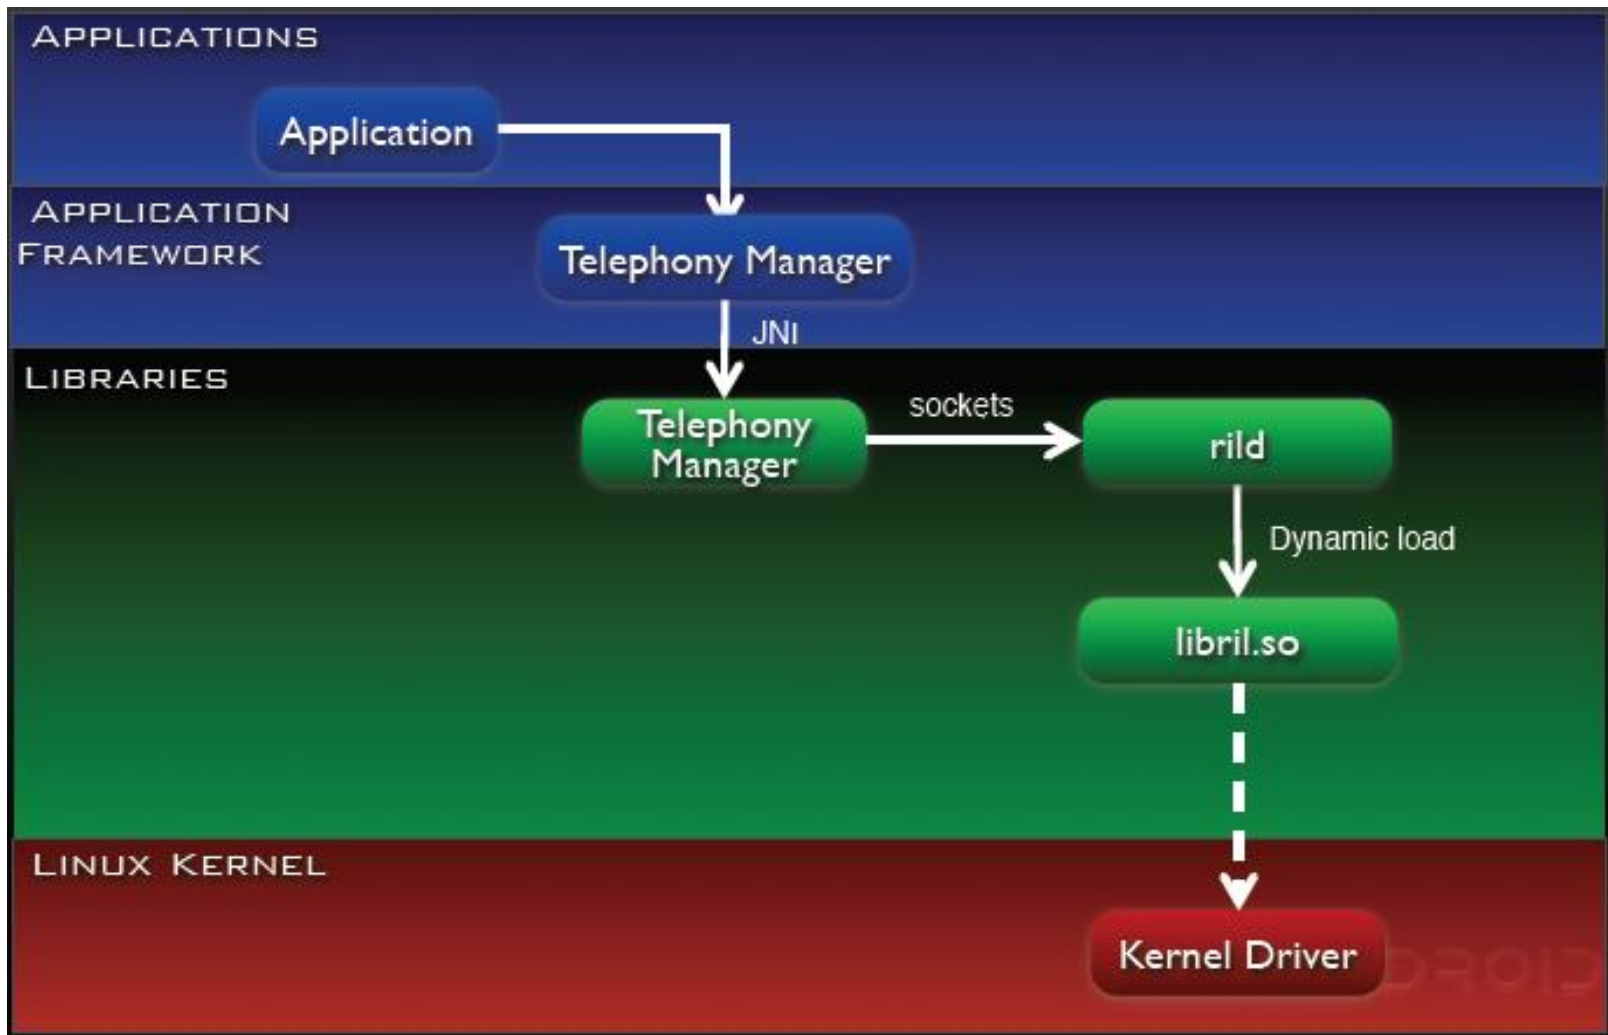 APPLICATIONS
Application
APPLICATION
FRAMEWORK
Telephony Manager
JNI
LIBRARIES
Telephony
Manager
sockets
rild
Dynamic load
libril.so
LINUX KERNEL
Kernel Driver
DROID